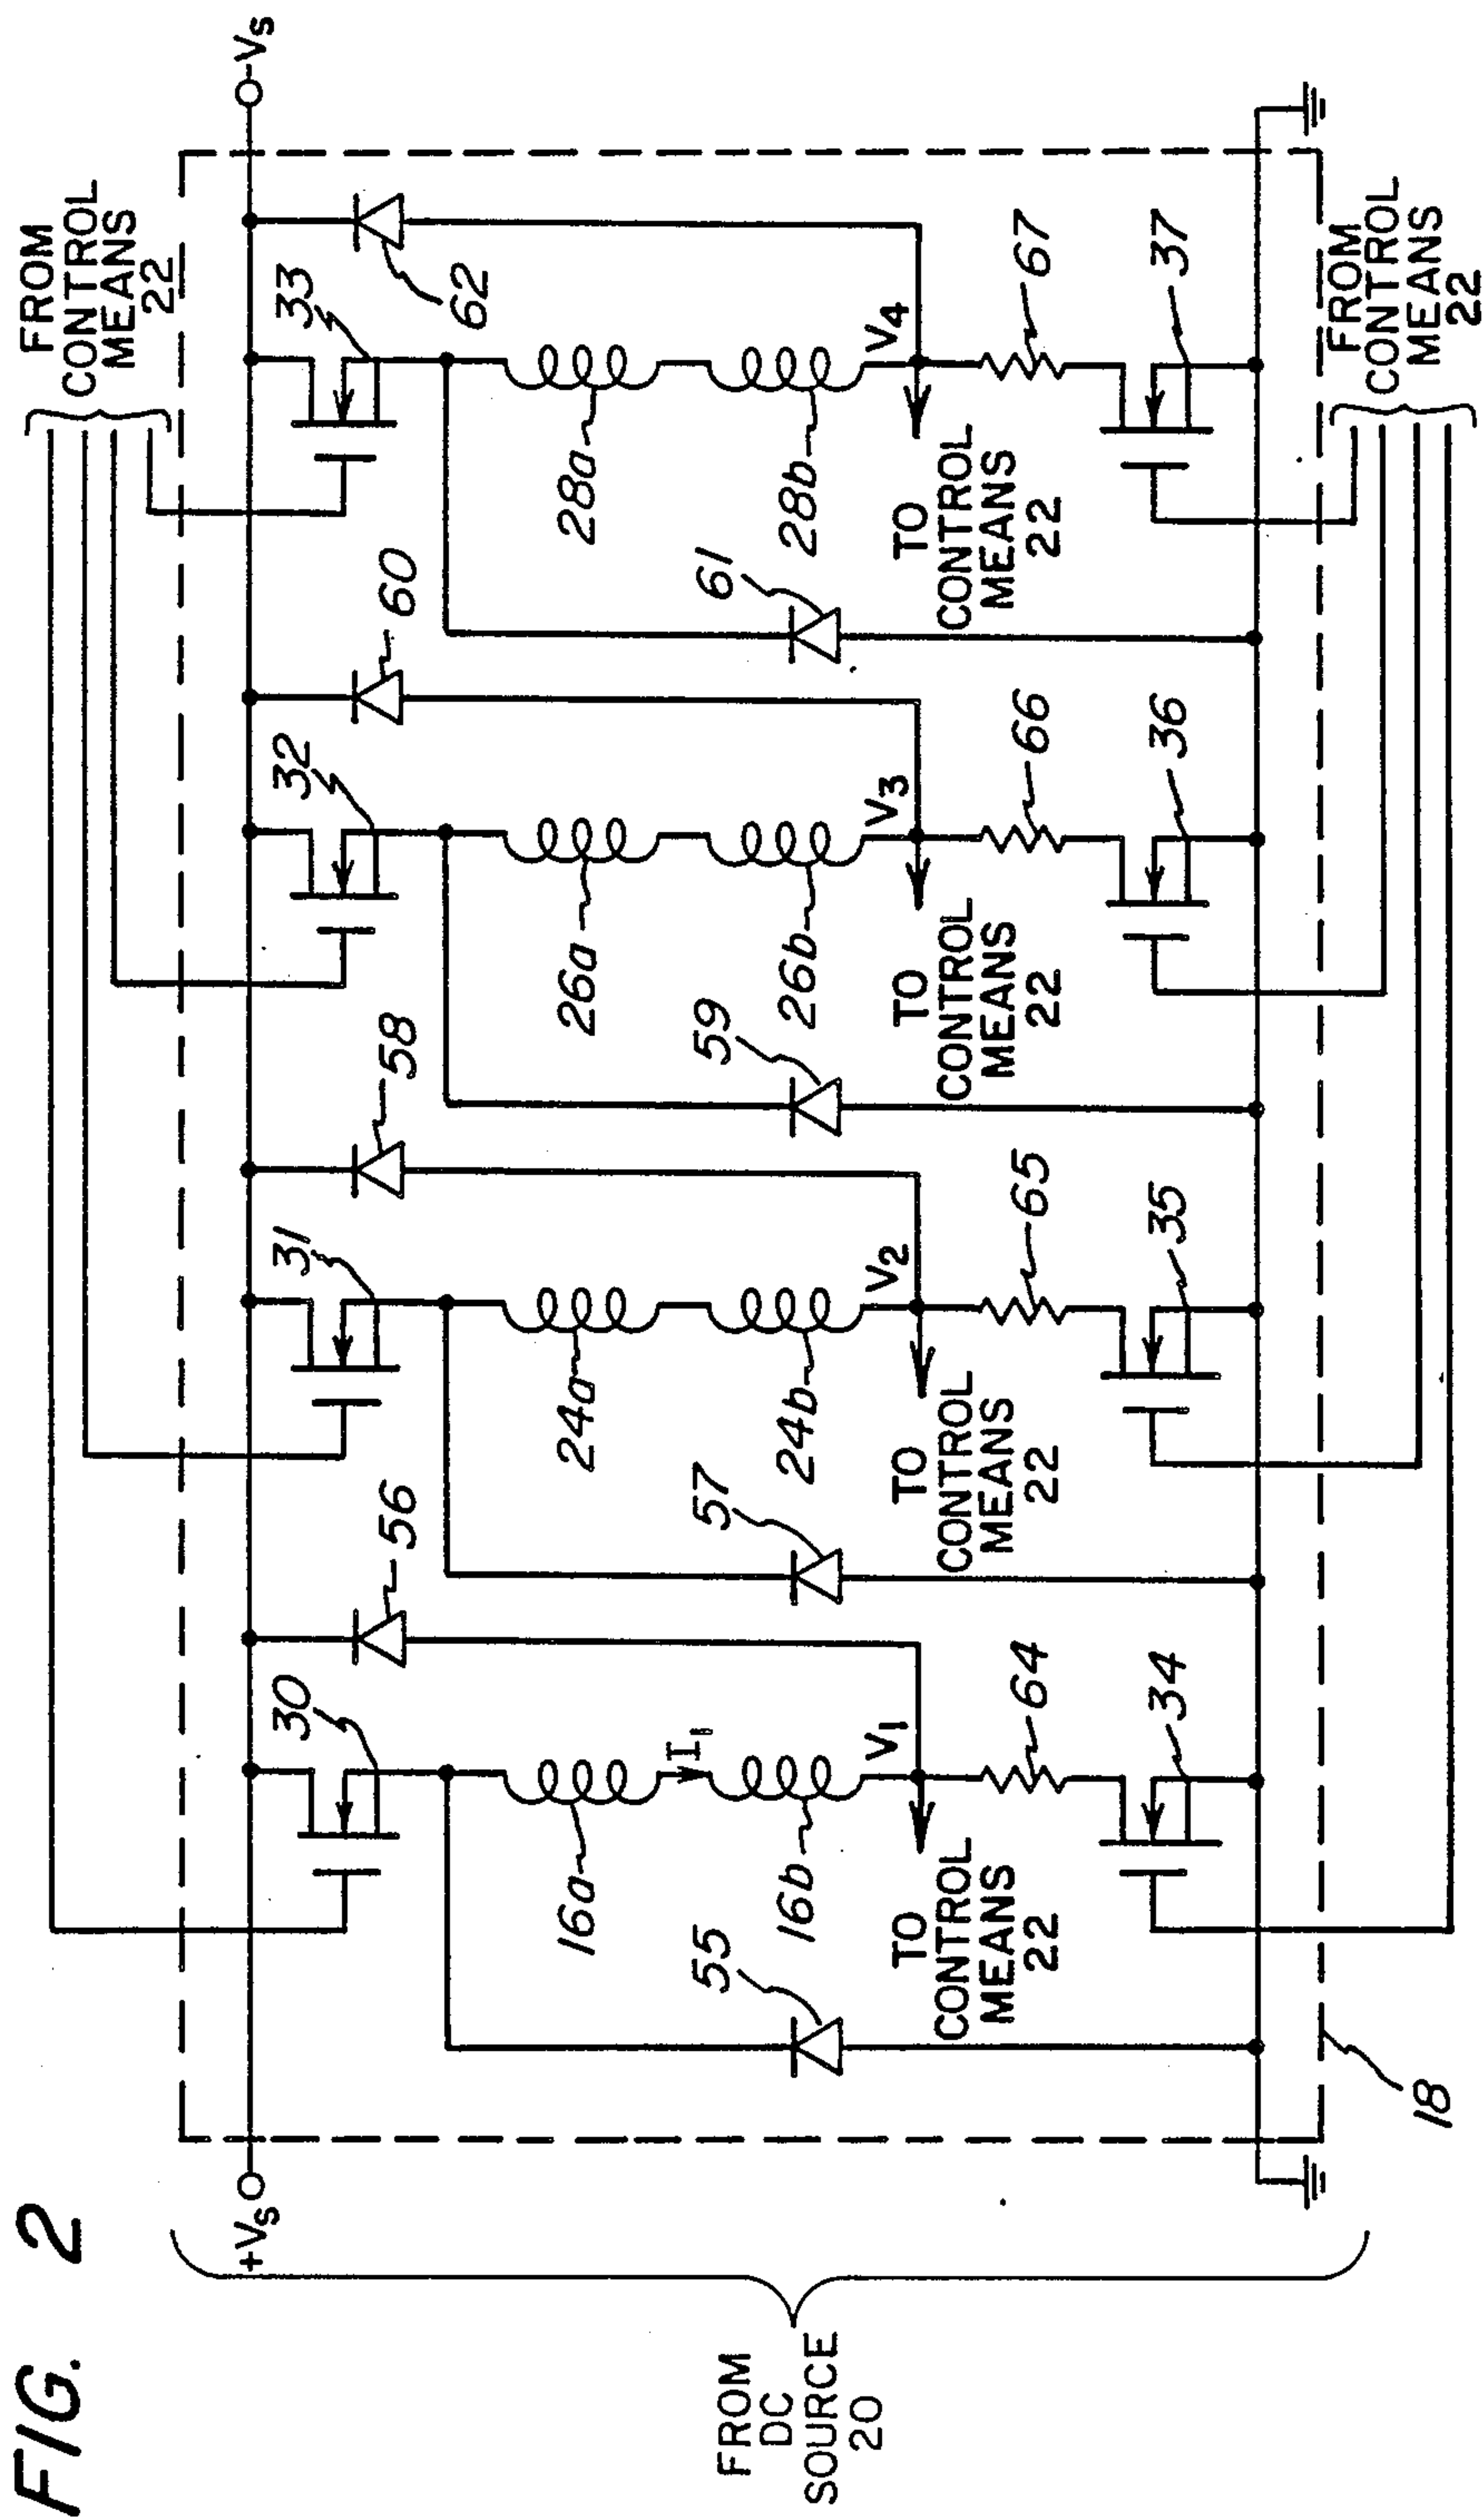 FIG. 2
FROM
CONTROL
MEANS
22
+Vs
-Vs
30
56
31
58
32
60
33
62
16a
24a
26a
28a
I1
55
16b
57
24b
59
26b
61
28b
V1
V2
V3
V4
TO
CONTROL
MEANS
22
TO
CONTROL
MEANS
22
TO
CONTROL
MEANS
22
TO
CONTROL
MEANS
22
64
65
66
67
34
35
36
37
FROM
DC
SOURCE
20
18
FROM
CONTROL
MEANS
22